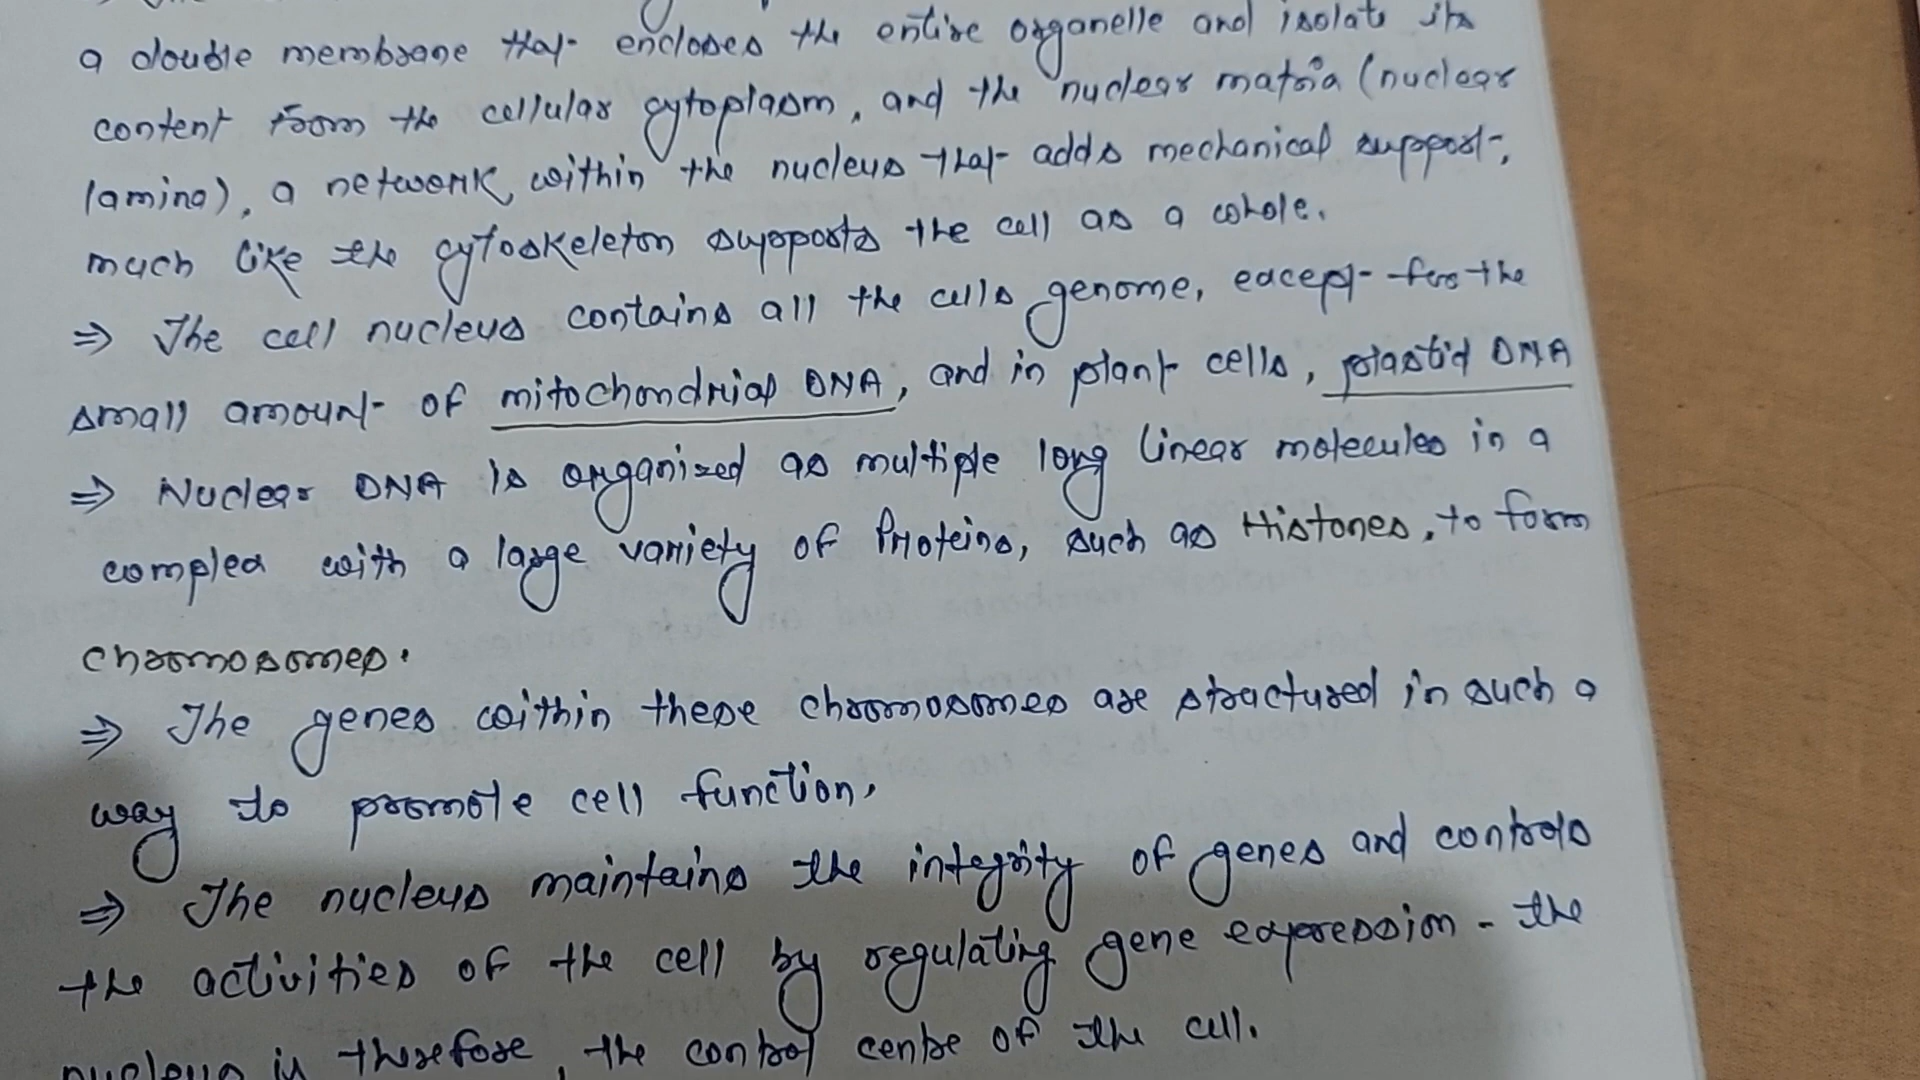 a double membrane that encloses the entire organelle and isolate its
content from the cellular cytoplasm, and the nuclear matrix (nuclear
lamina), a network within the nucleus that adds mechanical support,
much like the cytoskeleton supports the cell as a whole.
⇒ The cell nucleus contains all the cells genome, except for the
small amount of mitochondrial DNA, and in plant cells, plastid DNA
⇒ Nuclear DNA is organized as multiple long linear molecules in a
complex with a large variety of Proteins, such as Histones, to form
chromosomes.
⇒ The genes within these chromosomes are structured in such a
way to promote cell function,
⇒ The nucleus maintains the integrity of genes and controls
the activities of the cell by regulating gene expression - the
nucleus is therefore, the control centre of the cell.